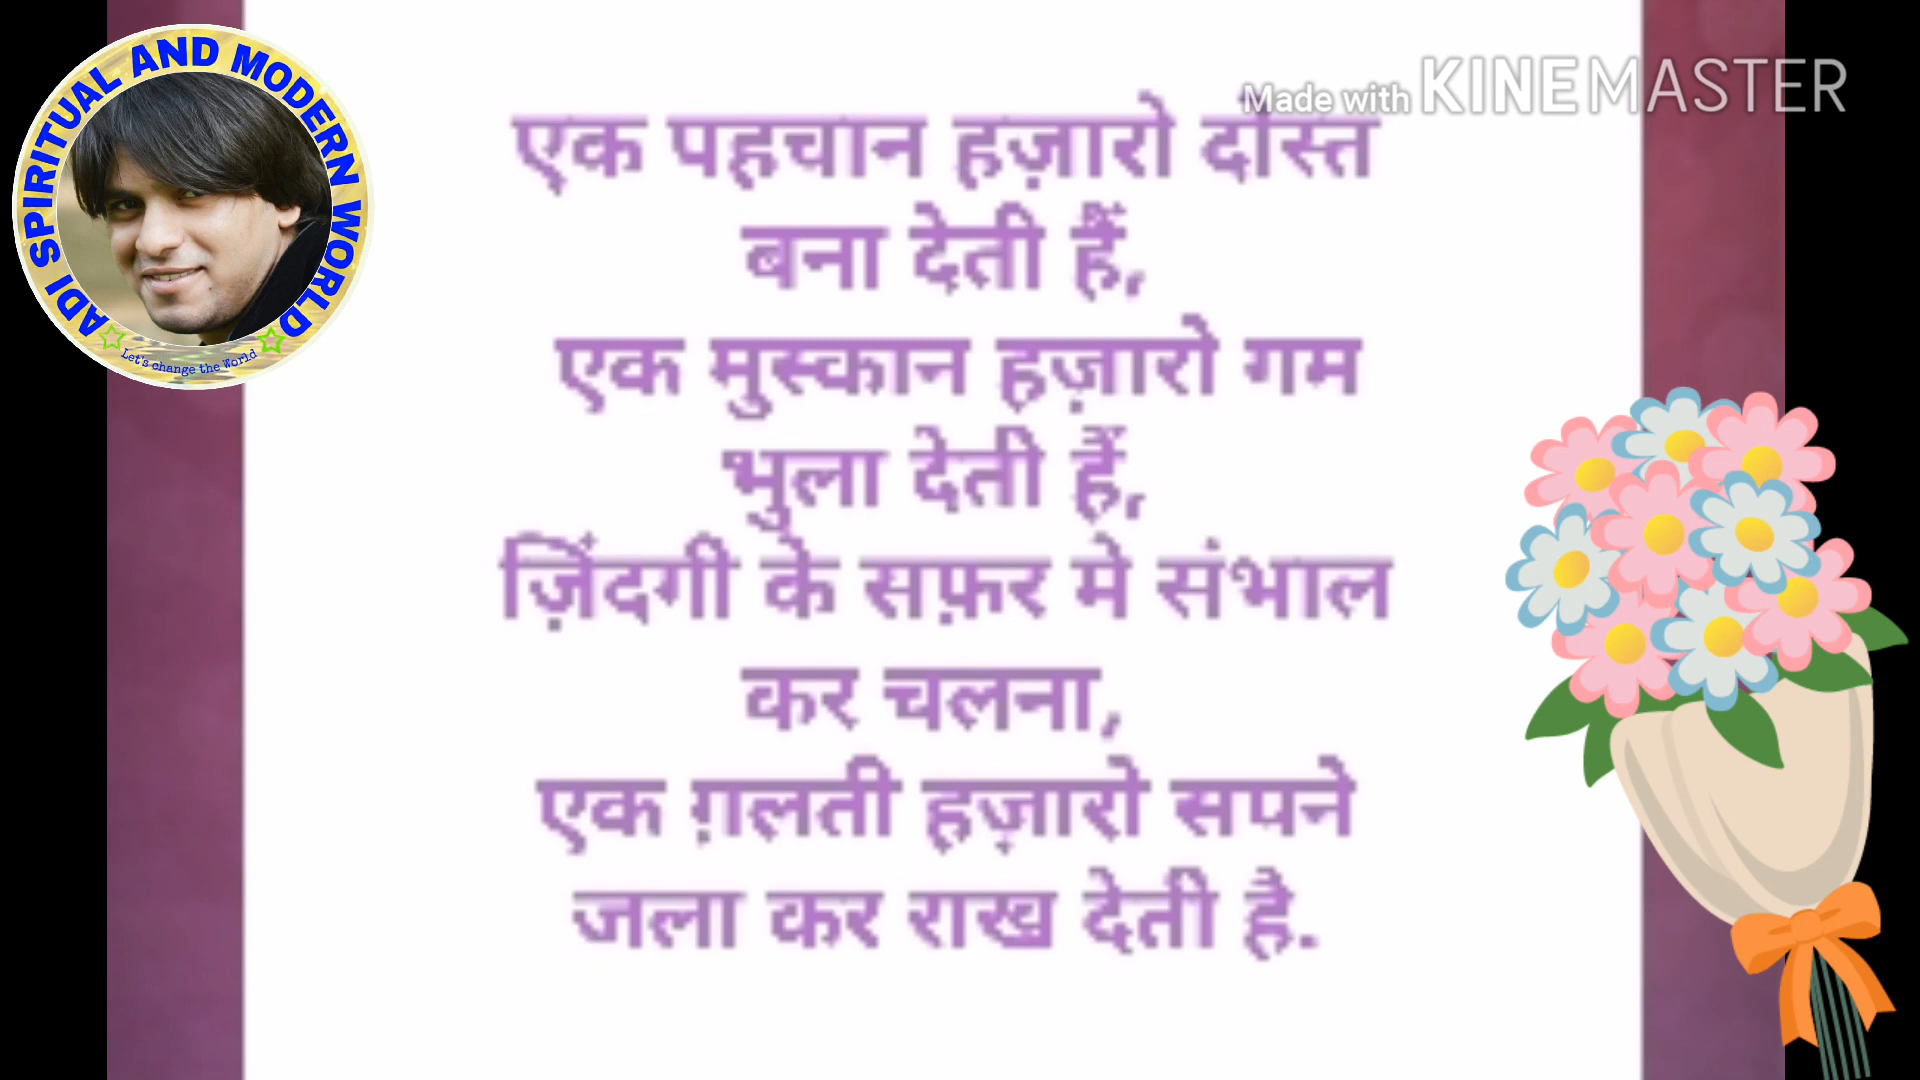 ADI SPIRITUAL AND MODERN WORLD
Let's change the World
Made with KINEMASTER
एक पहचान हज़ारो दोस्त
बना देती हैं,
एक मुस्कान हज़ारो गम
भुला देती हैं,
ज़िंदगी के सफ़र मे संभाल
कर चलना,
एक ग़लती हज़ारो सपने
जला कर राख देती है.